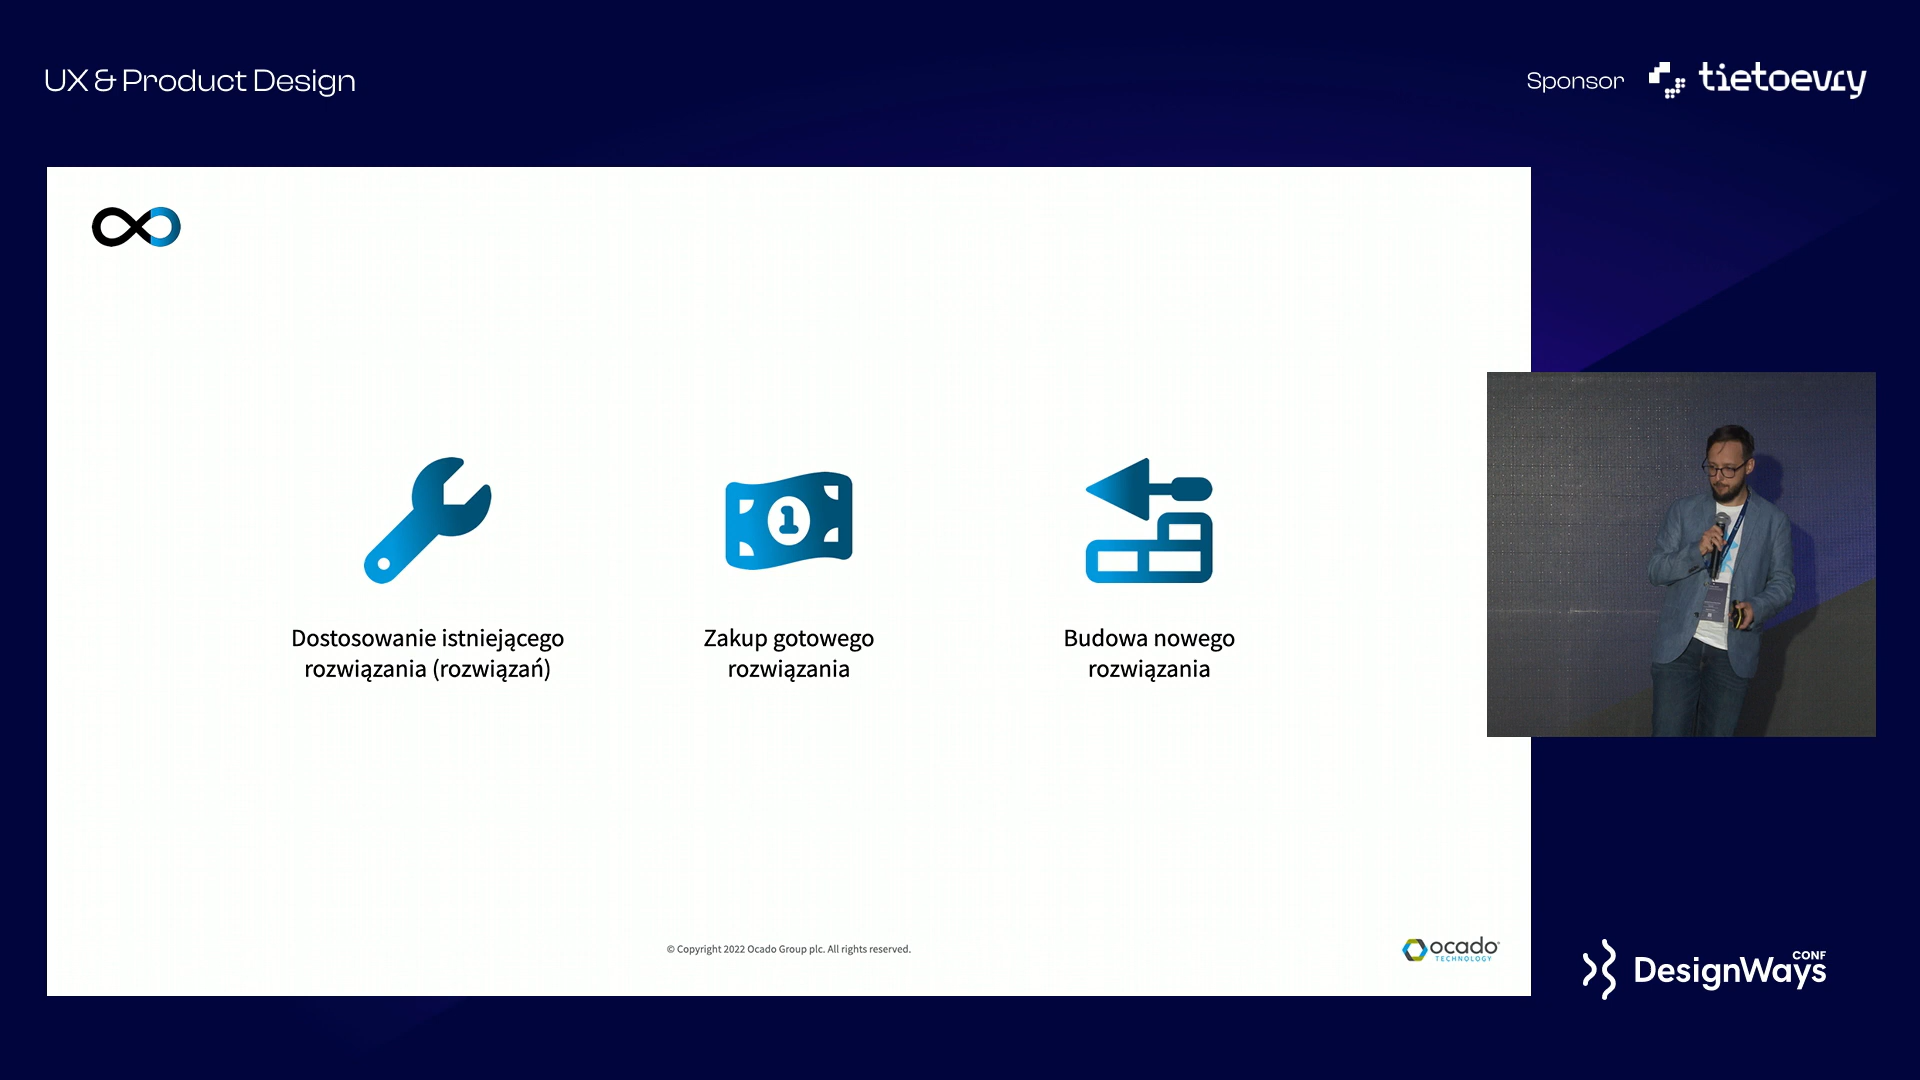 UX & Product Design
Sponsor tietoevry
1
Dostosowanie istniejącego
rozwiązania (rozwiązań)
Zakup gotowego
rozwiązania
Budowa nowego
rozwiązania
© Copyright 2022 Ocado Group plc. All rights reserved.
ocado
TECHNOLOGY
DesignWays CONF